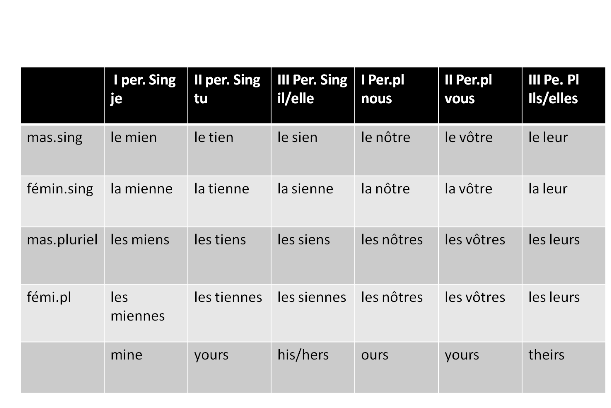 I per. Sing II per. Sing III Per. Sing I Per.pl II Per.pl III Pe. Pl
je tu il/elle nous vous Ils/elles
mas.sing le mien le tien le sien le nôtre le vôtre le leur
fémin.sing la mienne la tienne la sienne la nôtre la vôtre la leur
mas.pluriel les miens les tiens les siens les nôtres les vôtres les leurs
fémi.pl les les tiennes les siennes les nôtres les vôtres les leurs
miennes
mine yours his/hers ours yours theirs